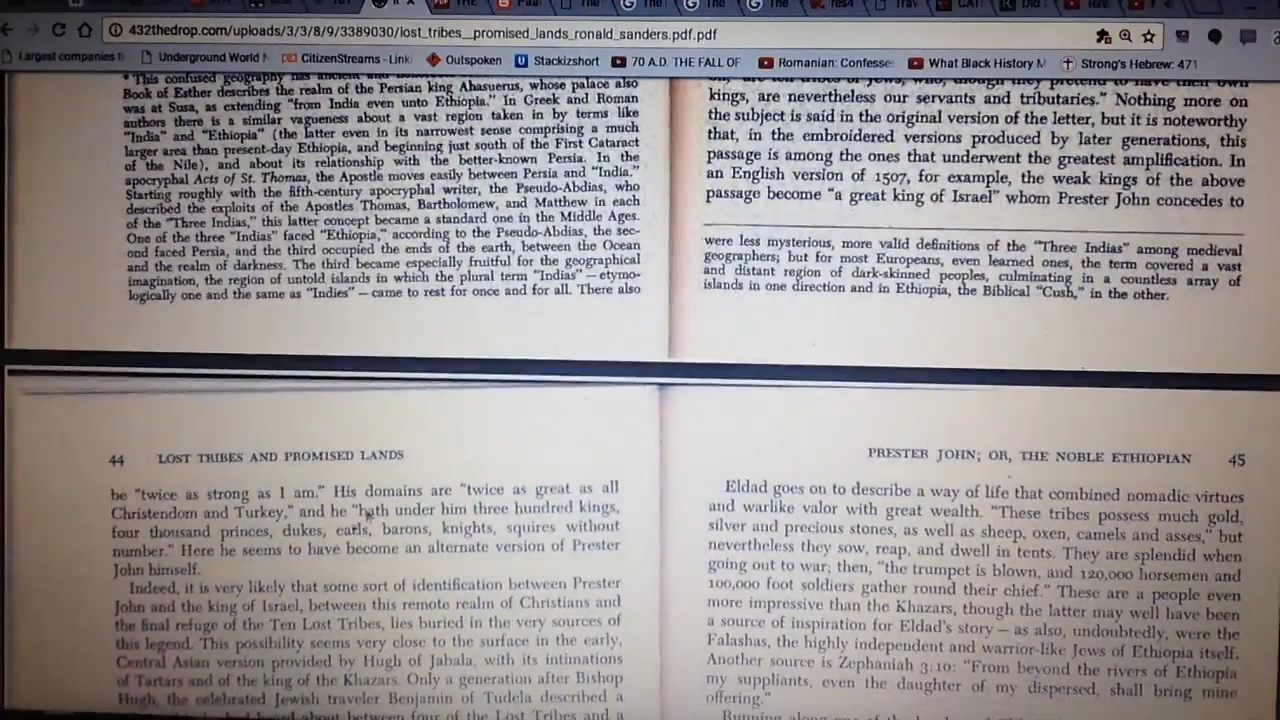 432thedrop.com/uploads/3/3/8/9/3389030/lost_tribes__promised_lands_ronald_sanders.pdf.pdf
Largest companies
Underground World
CitizenStreams - Link
Outspoken
Stackizshort
70 A.D. THE FALL OF
Romanian: Confesse
What Black History M
Strong's Hebrew: 471
* This confused geography has ancient and
Book of Esther describes the realm of the Persian king Ahasuerus, whose palace also
was at Susa, as extending "from India even unto Ethiopia." In Greek and Roman
authors there is a similar vagueness about a vast region taken in by terms like
"India" and "Ethiopia" (the latter even in its narrowest sense comprising a much
larger area than present-day Ethiopia, and beginning just south of the First Cataract
of the Nile), and about its relationship with the better-known Persia. In the
apocryphal Acts of St. Thomas, the Apostle moves easily between Persia and "India."
Starting roughly with the fifth-century apocryphal writer, the Pseudo-Abdias, who
described the exploits of the Apostles Thomas, Bartholomew, and Matthew in each
of the "Three Indias," this latter concept became a standard one in the Middle Ages.
One of the three "Indias" faced "Ethiopia," according to the Pseudo-Abdias, the sec-
ond faced Persia, and the third occupied the ends of the earth, between the Ocean
and the realm of darkness. The third became especially fruitful for the geographical
imagination, the region of untold islands in which the plural term "Indias" — etymo-
logically one and the same as "Indies" — came to rest for once and for all. There also
tribes of Jews, who, though they pretend to have their own
kings, are nevertheless our servants and tributaries." Nothing more on
the subject is said in the original version of the letter, but it is noteworthy
that, in the embroidered versions produced by later generations, this
passage is among the ones that underwent the greatest amplification. In
an English version of 1507, for example, the weak kings of the above
passage become "a great king of Israel" whom Prester John concedes to
were less mysterious, more valid definitions of the "Three Indias" among medieval
geographers; but for most Europeans, even learned ones, the term covered a vast
and distant region of dark-skinned peoples, culminating in a countless array of
islands in one direction and in Ethiopia, the Biblical "Cush," in the other.
44 LOST TRIBES AND PROMISED LANDS
be "twice as strong as I am." His domains are "twice as great as all
Christendom and Turkey," and he "hath under him three hundred kings,
four thousand princes, dukes, earls, barons, knights, squires without
number." Here he seems to have become an alternate version of Prester
John himself.
Indeed, it is very likely that some sort of identification between Prester
John and the king of Israel, between this remote realm of Christians and
the final refuge of the Ten Lost Tribes, lies buried in the very sources of
this legend. This possibility seems very close to the surface in the early,
Central Asian version provided by Hugh of Jabala, with its intimations
of Tartars and of the king of the Khazars. Only a generation after Bishop
Hugh, the celebrated Jewish traveler Benjamin of Tudela described a
about between four of the Lost Tribes and a
PRESTER JOHN; OR, THE NOBLE ETHIOPIAN 45
Eldad goes on to describe a way of life that combined nomadic virtues
and warlike valor with great wealth. "These tribes possess much gold,
silver and precious stones, as well as sheep, oxen, camels and asses," but
nevertheless they sow, reap, and dwell in tents. They are splendid when
going out to war; then, "the trumpet is blown, and 120,000 horsemen and
100,000 foot soldiers gather round their chief." These are a people even
more impressive than the Khazars, though the latter may well have been
a source of inspiration for Eldad's story — as also, undoubtedly, were the
Falashas, the highly independent and warrior-like Jews of Ethiopia itself.
Another source is Zephaniah 3:10: "From beyond the rivers of Ethiopia
my suppliants, even the daughter of my dispersed, shall bring mine
offering."
Running along one of the